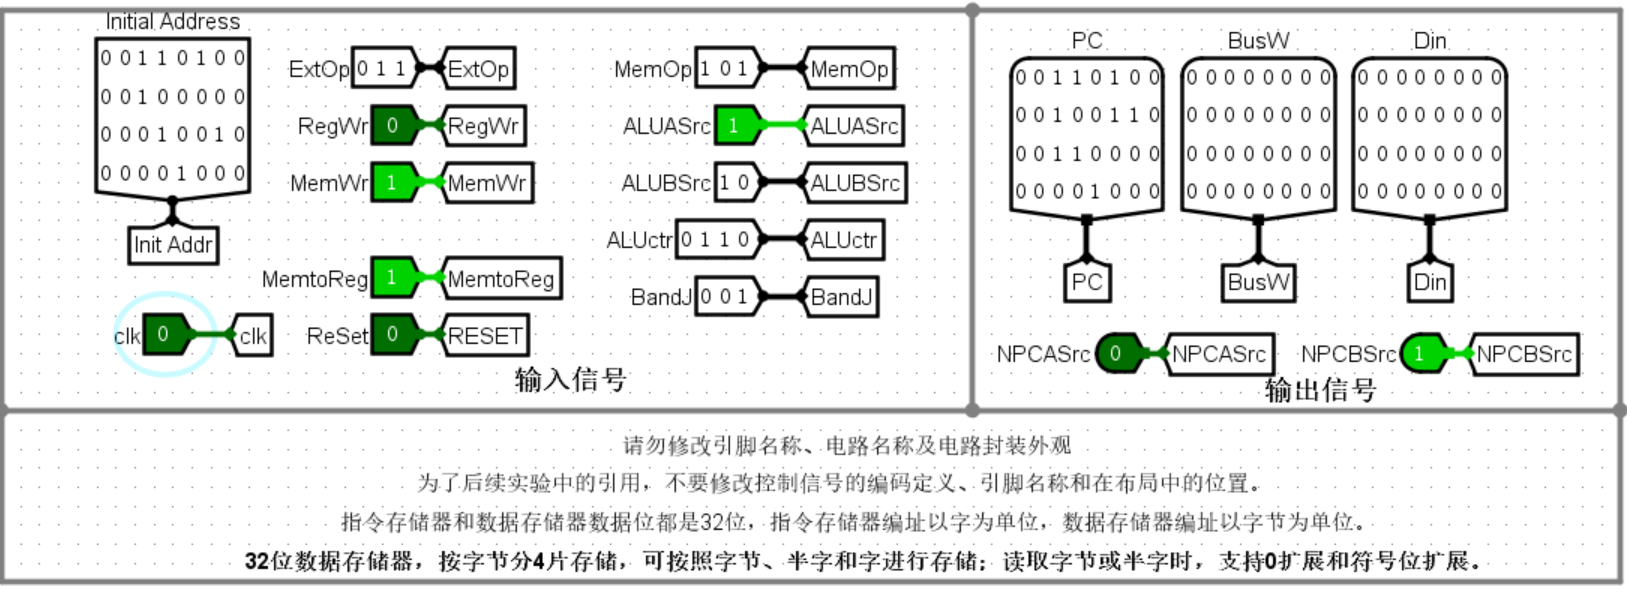 Initial Address
0 0 1 1 0 1 0 0
0 0 1 0 0 0 0 0
0 0 0 1 0 0 1 0
0 0 0 0 1 0 0 0
Init Addr
clk 0 clk
ExtOp 0 1 1 ExtOp
RegWr 0 RegWr
MemWr 1 MemWr
MemtoReg 1 MemtoReg
ReSet 0 RESET
MemOp 1 0 1 MemOp
ALUASrc 1 ALUASrc
ALUBSrc 1 0 ALUBSrc
ALUctr 0 1 1 0 ALUctr
BandJ 0 0 1 BandJ
输入信号
PC
0 0 1 1 0 1 0 0
0 0 1 0 0 1 1 0
0 0 1 1 0 0 0 0
0 0 0 0 1 0 0 0
PC
BusW
0 0 0 0 0 0 0 0
0 0 0 0 0 0 0 0
0 0 0 0 0 0 0 0
0 0 0 0 0 0 0 0
BusW
Din
0 0 0 0 0 0 0 0
0 0 0 0 0 0 0 0
0 0 0 0 0 0 0 0
0 0 0 0 0 0 0 0
Din
NPCASrc 0 NPCASrc
NPCBSrc 1 NPCBSrc
输出信号
请勿修改引脚名称、电路名称及电路封装外观
为了后续实验中的引用，不要修改控制信号的编码定义、引脚名称和在布局中的位置。
指令存储器和数据存储器数据位都是32位，指令存储器编址以字为单位，数据存储器编址以字节为单位。
32位数据存储器，按字节分4片存储，可按照字节、半字和字进行存储；读取字节或半字时，支持0扩展和符号位扩展。